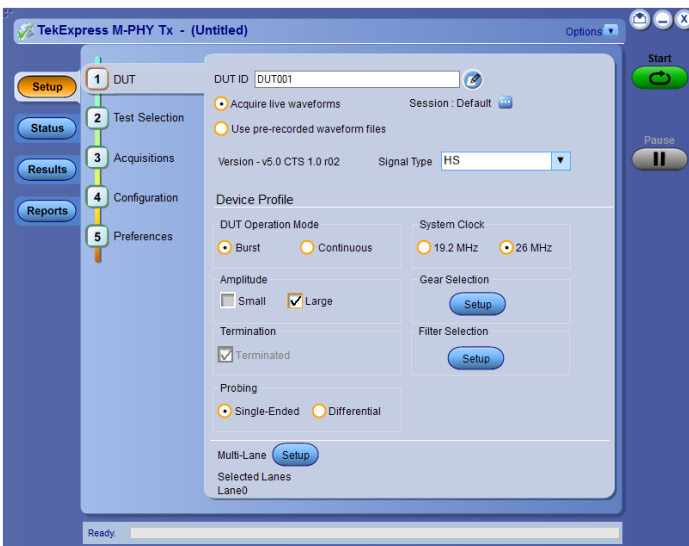 TekExpress M-PHY Tx - (Untitled)
Options
Start
Pause
Setup
Status
Results
Reports
1 DUT
2 Test Selection
3 Acquisitions
4 Configuration
5 Preferences
DUT ID DUT001
Acquire live waveforms Session : Default
Use pre-recorded waveform files
Version - v5.0 CTS 1.0 r02 Signal Type HS
Device Profile
DUT Operation Mode
Burst Continuous
System Clock
19.2 MHz 26 MHz
Amplitude
Small Large
Gear Selection
Setup
Termination
Terminated
Filter Selection
Setup
Probing
Single-Ended Differential
Multi-Lane Setup
Selected Lanes
Lane0
Ready.